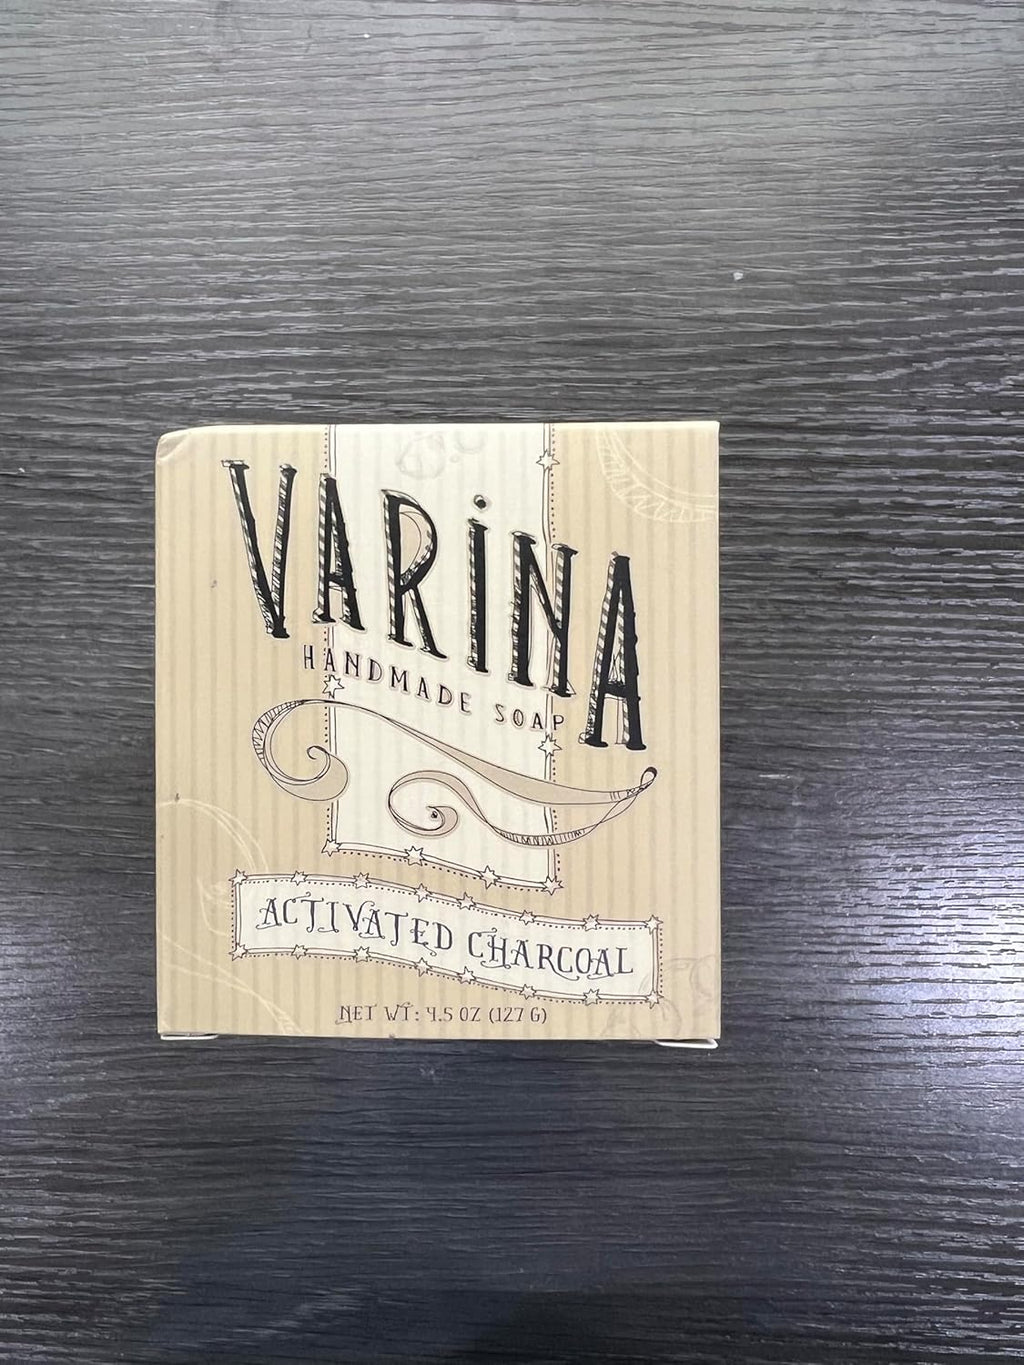 VARiNA
HANDMADE SOAP
ACTIVATED CHARCOAL
NET WT: 4.5 OZ (127 G)